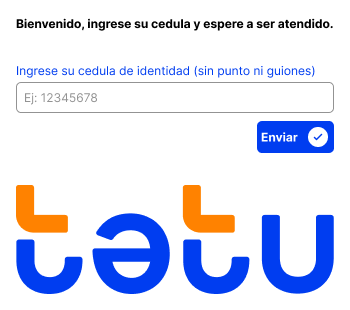 Bienvenido, ingrese su cedula y espere a ser atendido.
Ingrese su cedula de identidad (sin punto ni guiones)
Ej: 12345678
Enviar
tətu